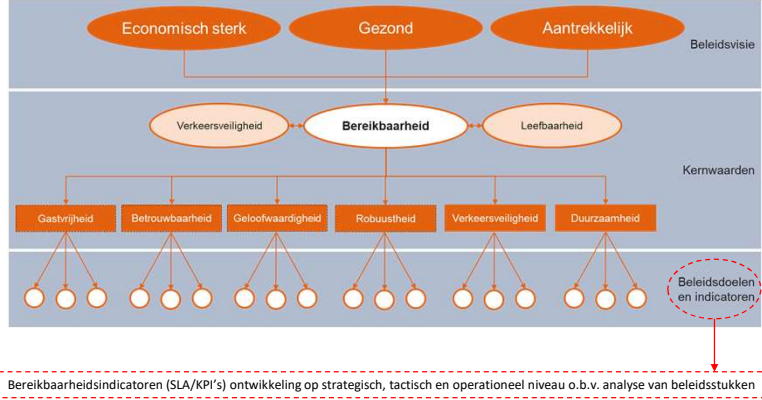 Economisch sterk
Gezond
Aantrekkelijk
Beleidsvisie
Verkeersveiligheid
Bereikbaarheid
Leefbaarheid
Kernwaarden
Gastvrijheid
Betrouwbaarheid
Geloofwaardigheid
Robuustheid
Verkeersveiligheid
Duurzaamheid
Beleidsdoelen
en indicatoren
Bereikbaarheidsindicatoren (SLA/KPI's) ontwikkeling op strategisch, tactisch en operationeel niveau o.b.v. analyse van beleidsstukken